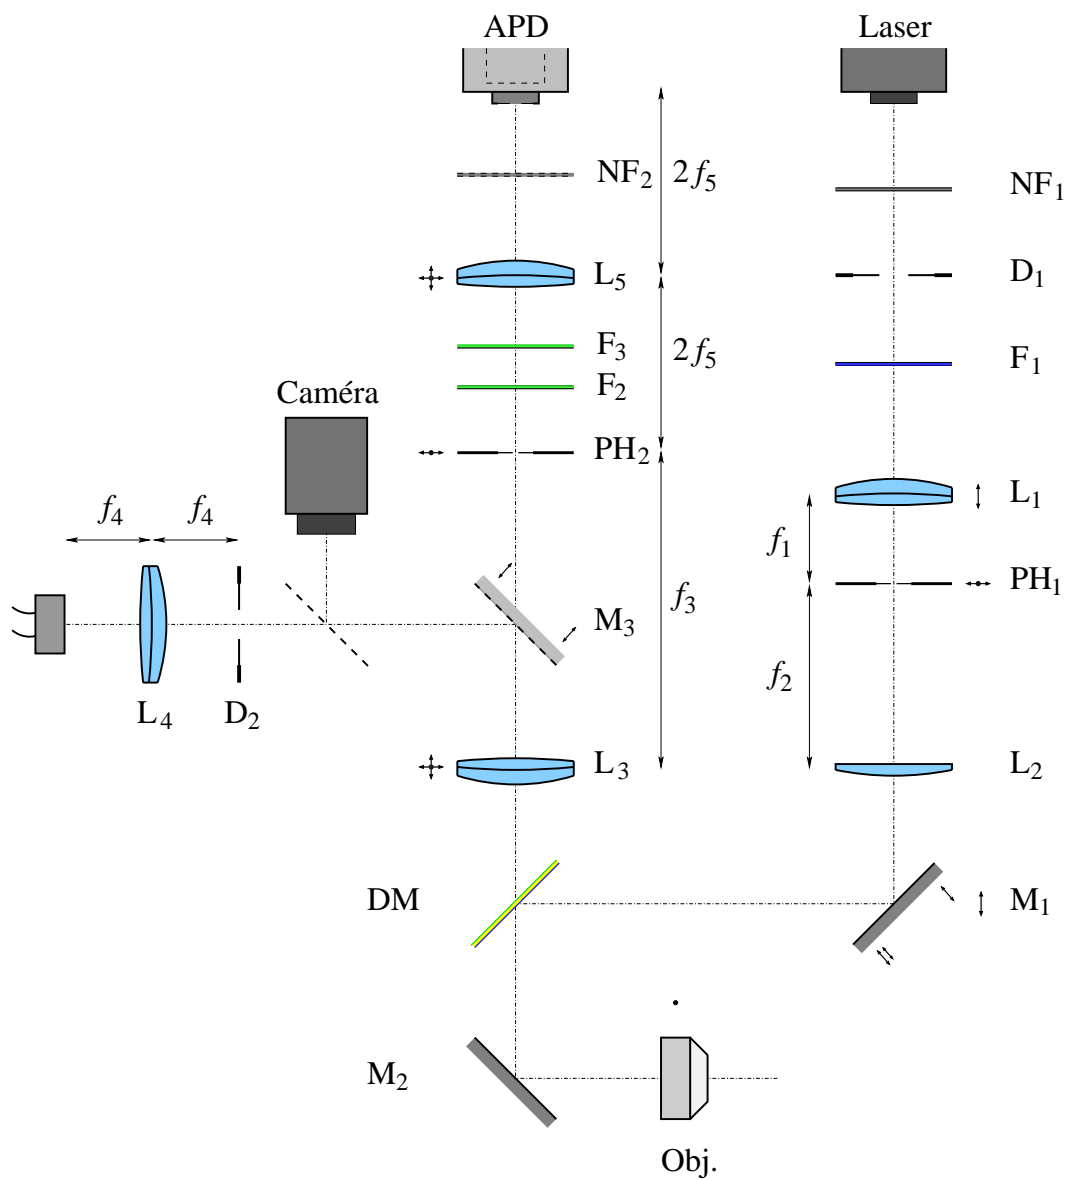 APD Laser
NF2 2f5 NF1
L5 D1
F3 2f5 F1
F2
Caméra
PH2 L1
f4 f4 f1
PH1
M3 f3
f2
L4 D2
L3 L2
DM M1
M2
Obj.